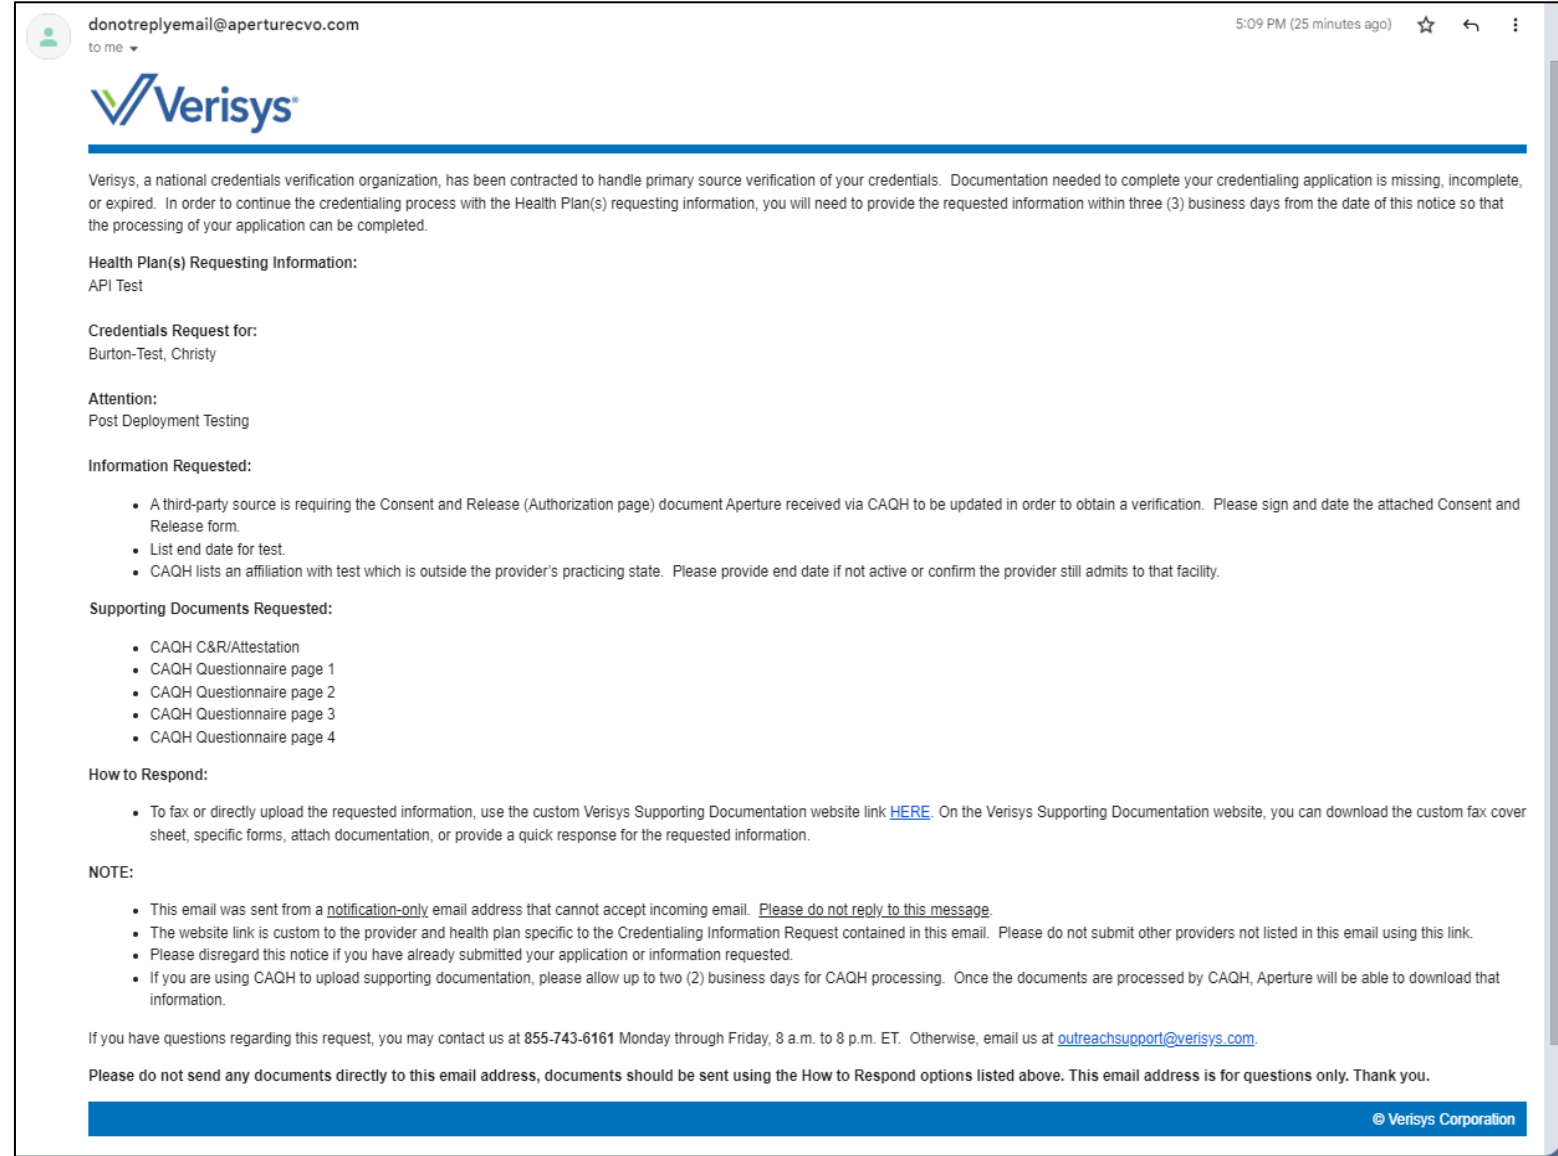 donotreplyemail@aperturecvo.com
5:09 PM (25 minutes ago)
to me
Verisys®
Verisys, a national credentials verification organization, has been contracted to handle primary source verification of your credentials.  Documentation needed to complete your credentialing application is missing, incomplete,
or expired.  In order to continue the credentialing process with the Health Plan(s) requesting information, you will need to provide the requested information within three (3) business days from the date of this notice so that
the processing of your application can be completed.
Health Plan(s) Requesting Information:
API Test
Credentials Request for:
Burton-Test, Christy
Attention:
Post Deployment Testing
Information Requested:
• A third-party source is requiring the Consent and Release (Authorization page) document Aperture received via CAQH to be updated in order to obtain a verification.  Please sign and date the attached Consent and
Release form.
• List end date for test.
• CAQH lists an affiliation with test which is outside the provider's practicing state.  Please provide end date if not active or confirm the provider still admits to that facility.
Supporting Documents Requested:
• CAQH C&R/Attestation
• CAQH Questionnaire page 1
• CAQH Questionnaire page 2
• CAQH Questionnaire page 3
• CAQH Questionnaire page 4
How to Respond:
• To fax or directly upload the requested information, use the custom Verisys Supporting Documentation website link HERE. On the Verisys Supporting Documentation website, you can download the custom fax cover
sheet, specific forms, attach documentation, or provide a quick response for the requested information.
NOTE:
• This email was sent from a notification-only email address that cannot accept incoming email.  Please do not reply to this message.
• The website link is custom to the provider and health plan specific to the Credentialing Information Request contained in this email.  Please do not submit other providers not listed in this email using this link.
• Please disregard this notice if you have already submitted your application or information requested.
• If you are using CAQH to upload supporting documentation, please allow up to two (2) business days for CAQH processing.  Once the documents are processed by CAQH, Aperture will be able to download that
information.
If you have questions regarding this request, you may contact us at 855-743-6161 Monday through Friday, 8 a.m. to 8 p.m. ET.  Otherwise, email us at outreachsupport@verisys.com.
Please do not send any documents directly to this email address, documents should be sent using the How to Respond options listed above. This email address is for questions only. Thank you.
© Verisys Corporation